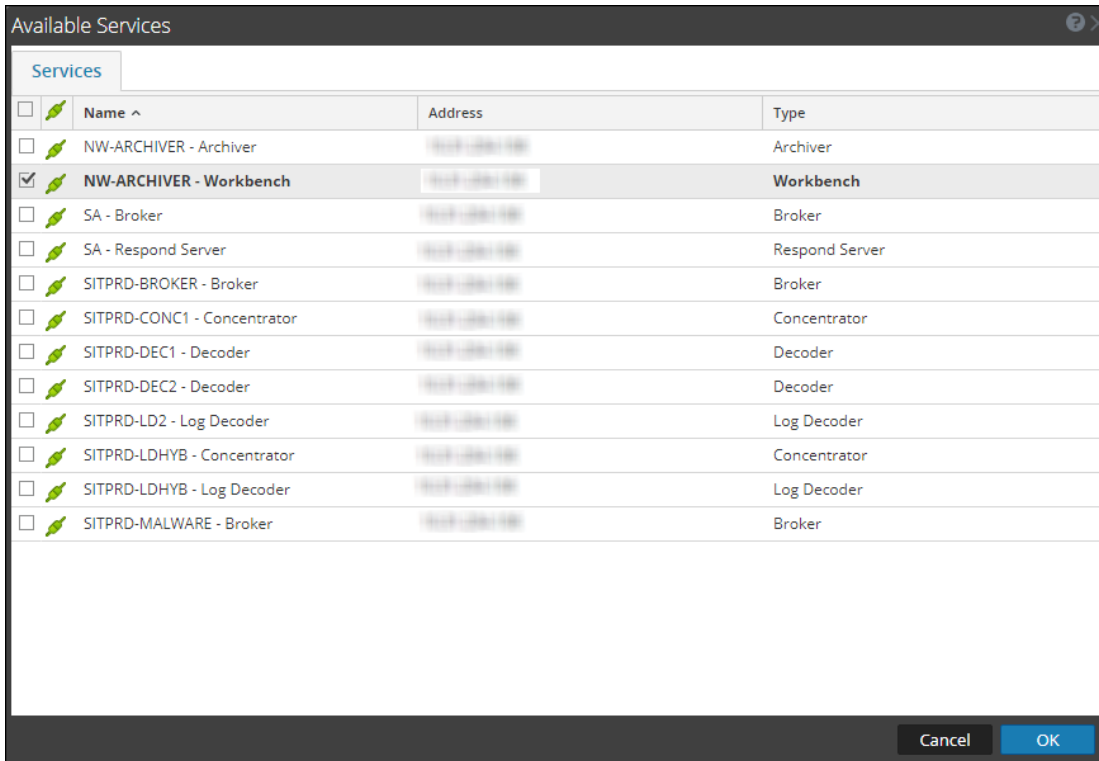 Available Services
Services
Name Address Type
NW-ARCHIVER - Archiver Archiver
NW-ARCHIVER - Workbench Workbench
SA - Broker Broker
SA - Respond Server Respond Server
SITPRD-BROKER - Broker Broker
SITPRD-CONC1 - Concentrator Concentrator
SITPRD-DEC1 - Decoder Decoder
SITPRD-DEC2 - Decoder Decoder
SITPRD-LD2 - Log Decoder Log Decoder
SITPRD-LDHYB - Concentrator Concentrator
SITPRD-LDHYB - Log Decoder Log Decoder
SITPRD-MALWARE - Broker Broker
Cancel OK